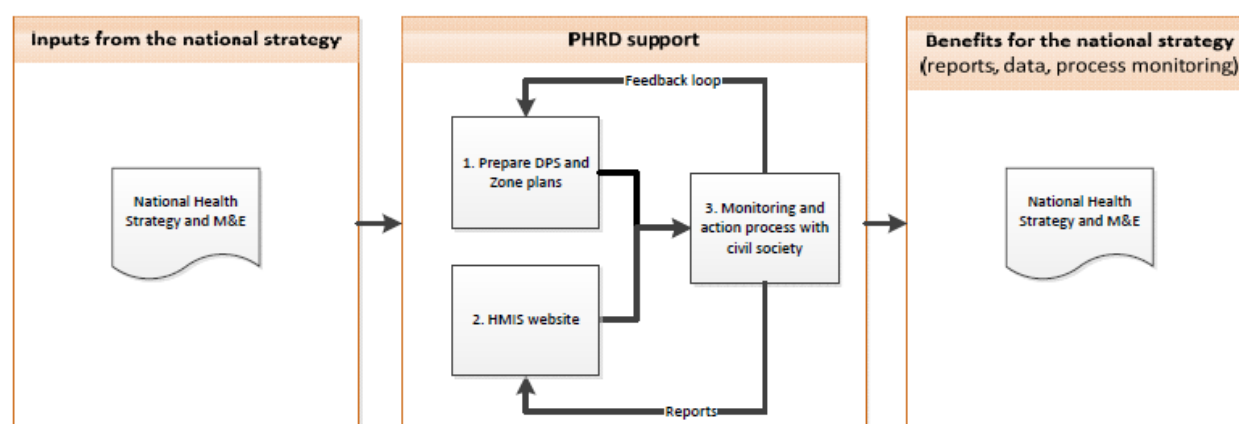 Inputs from the national strategy
National Health
Strategy and M&E
PHRD support
Feedback loop
1. Prepare DPS and
Zone plans
2. HMIS website
3. Monitoring and
action process with
civil society
Reports
Benefits for the national strategy
(reports, data, process monitoring)
National Health
Strategy and M&E